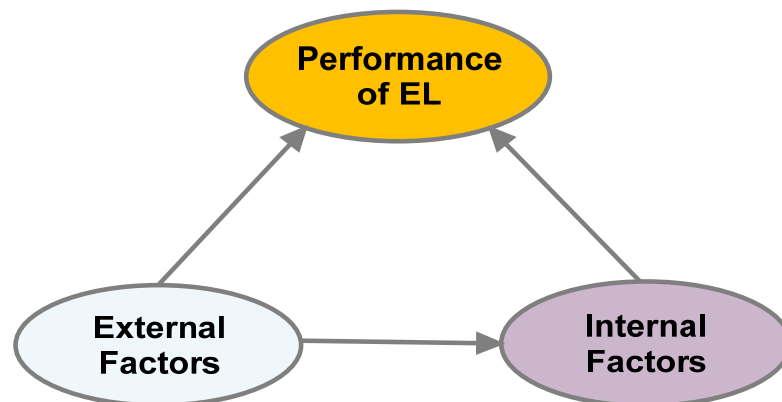 Performance
of EL
External
Factors
Internal
Factors